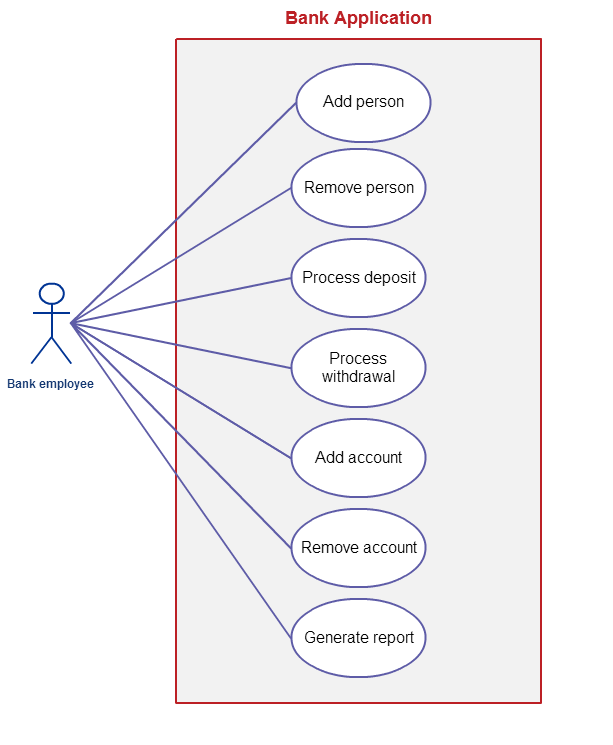 Bank Application
Add person
Remove person
Process deposit
Process
withdrawal
Bank employee
Add account
Remove account
Generate report